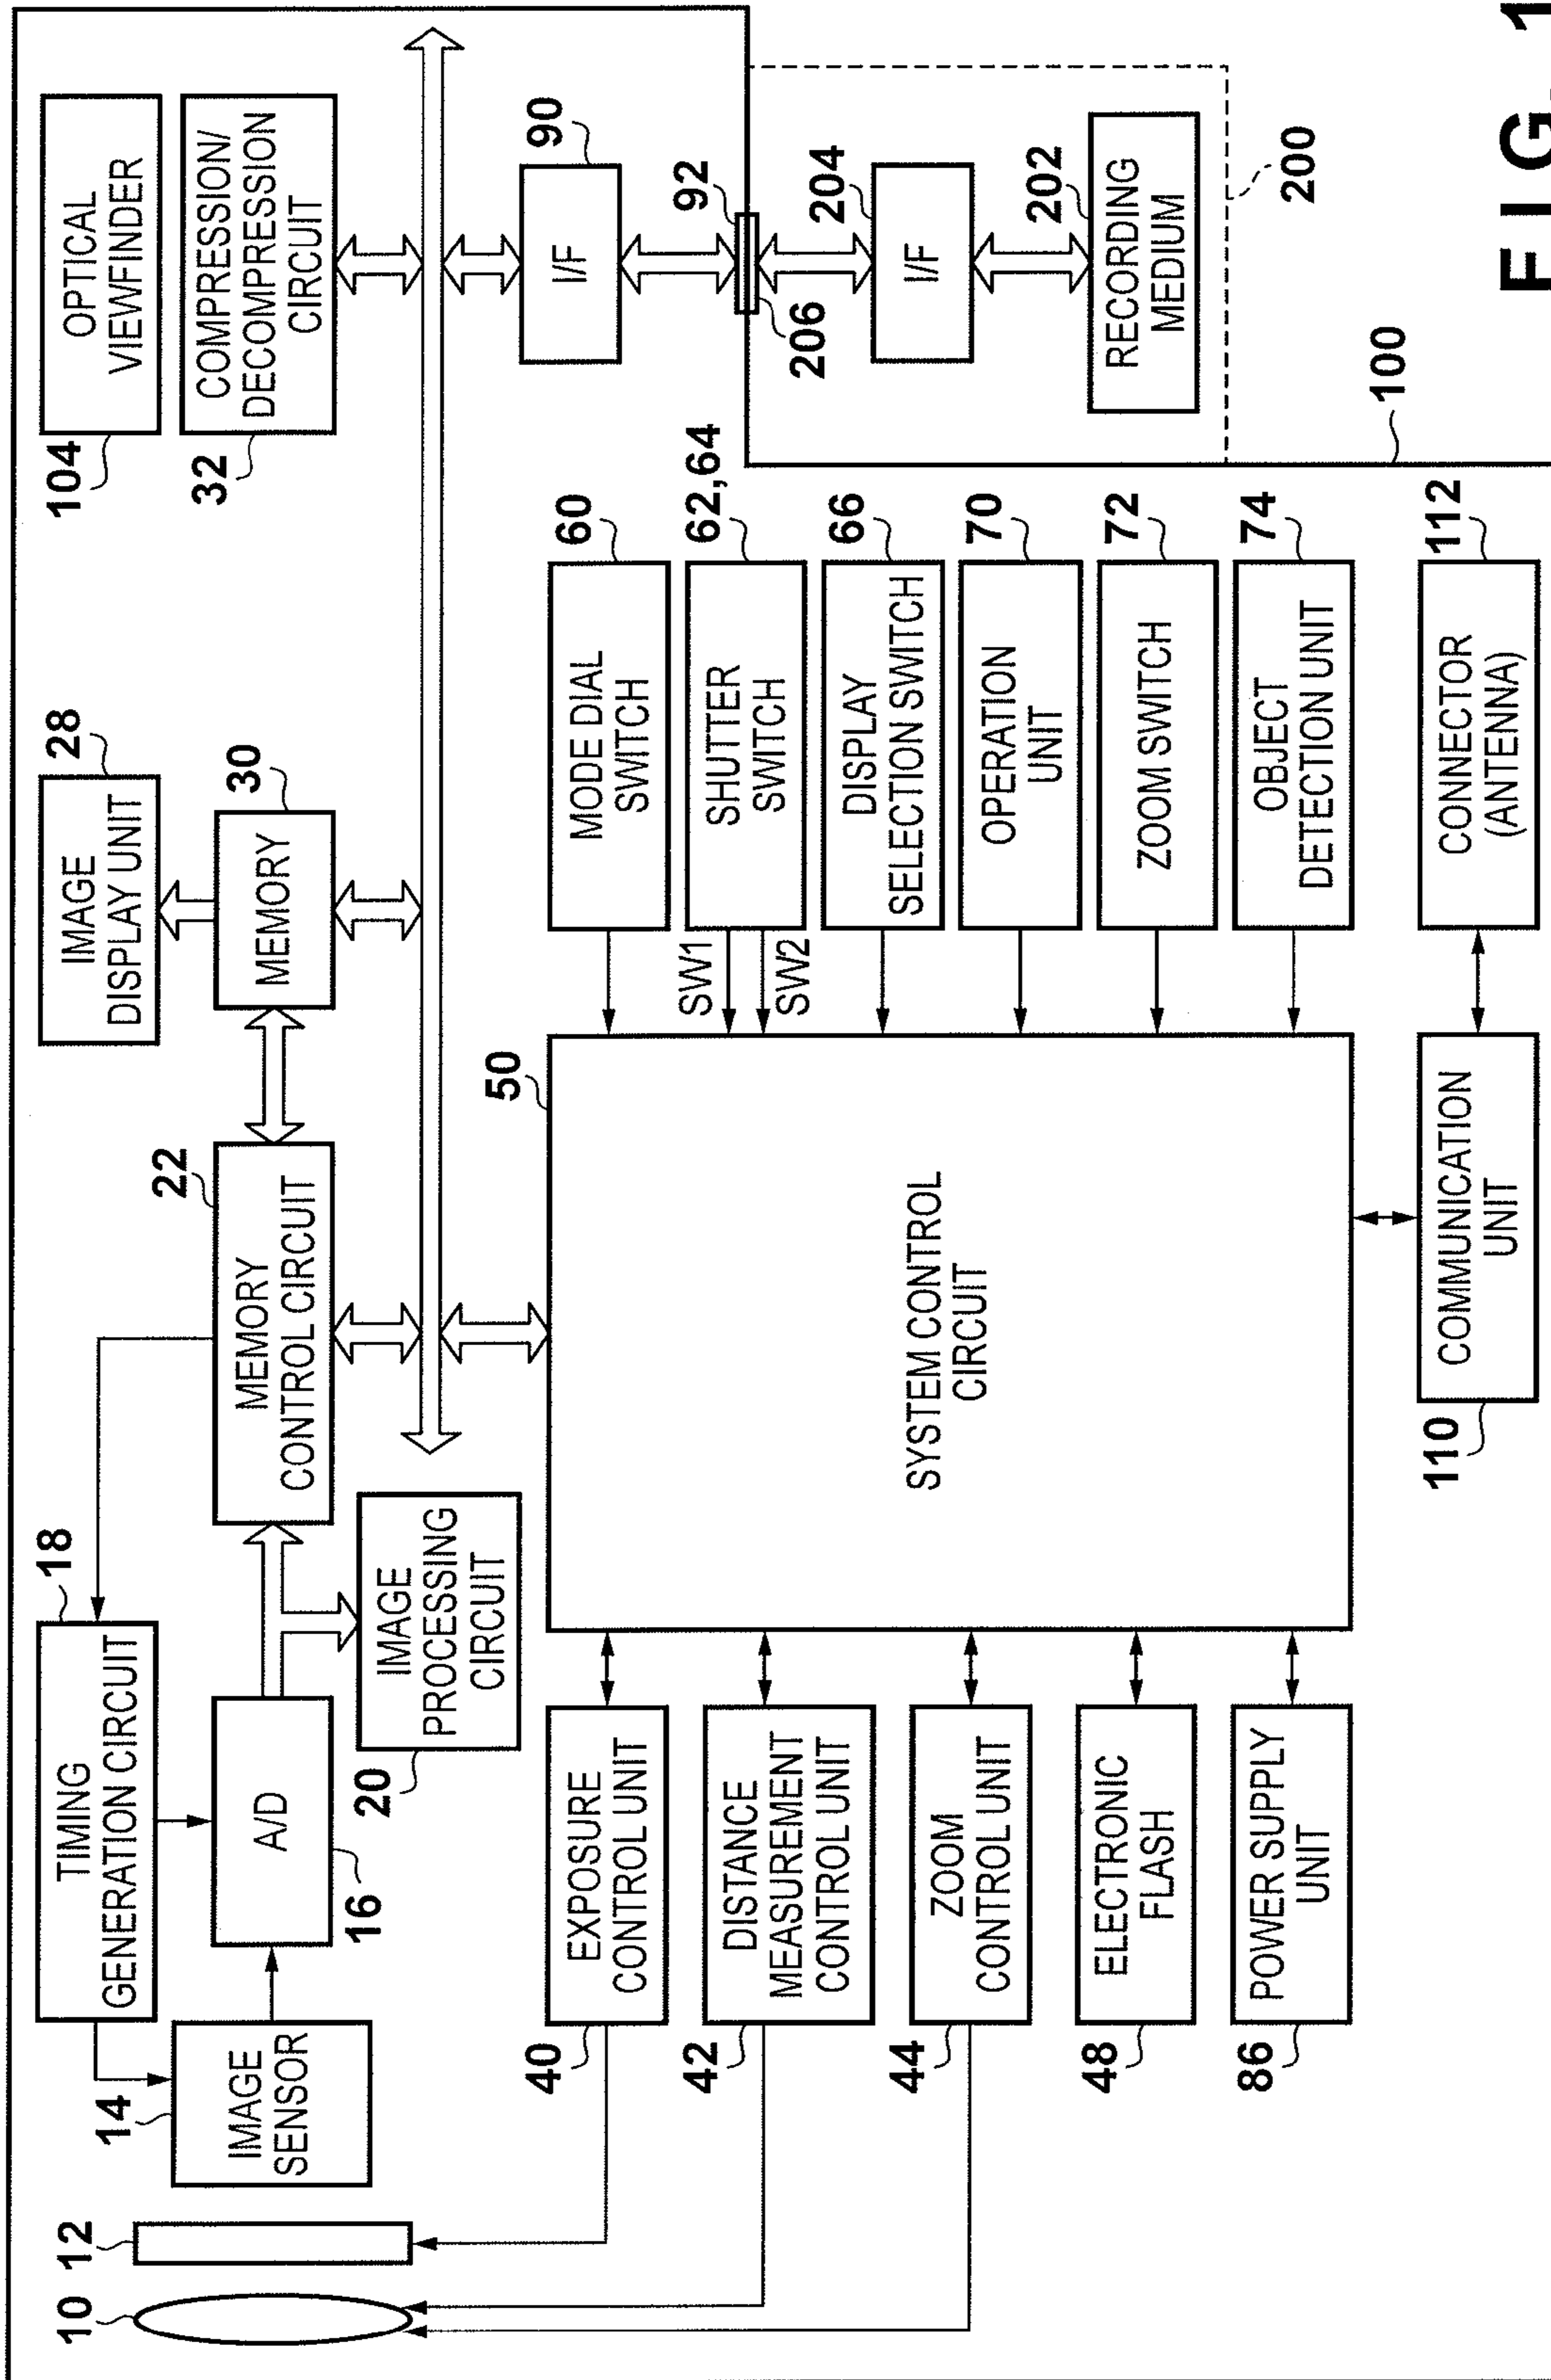 18
TIMING
GENERATION CIRCUIT
28
IMAGE
DISPLAY UNIT
104
OPTICAL
VIEWFINDER
10
12
14
IMAGE
SENSOR
A/D
16
22
MEMORY
CONTROL CIRCUIT
30
MEMORY
32
COMPRESSION/
DECOMPRESSION
CIRCUIT
20
IMAGE
PROCESSING
CIRCUIT
50
SYSTEM CONTROL
CIRCUIT
40
EXPOSURE
CONTROL UNIT
42
DISTANCE
MEASUREMENT
CONTROL UNIT
44
ZOOM
CONTROL UNIT
48
ELECTRONIC
FLASH
86
POWER SUPPLY
UNIT
60
MODE DIAL
SWITCH
SW1
SW2
62,64
SHUTTER
SWITCH
66
DISPLAY
SELECTION SWITCH
70
OPERATION
UNIT
72
ZOOM SWITCH
74
OBJECT
DETECTION UNIT
110
COMMUNICATION
UNIT
112
CONNECTOR
(ANTENNA)
90
I/F
92
206
204
I/F
202
RECORDING
MEDIUM
200
100
FIG. 1